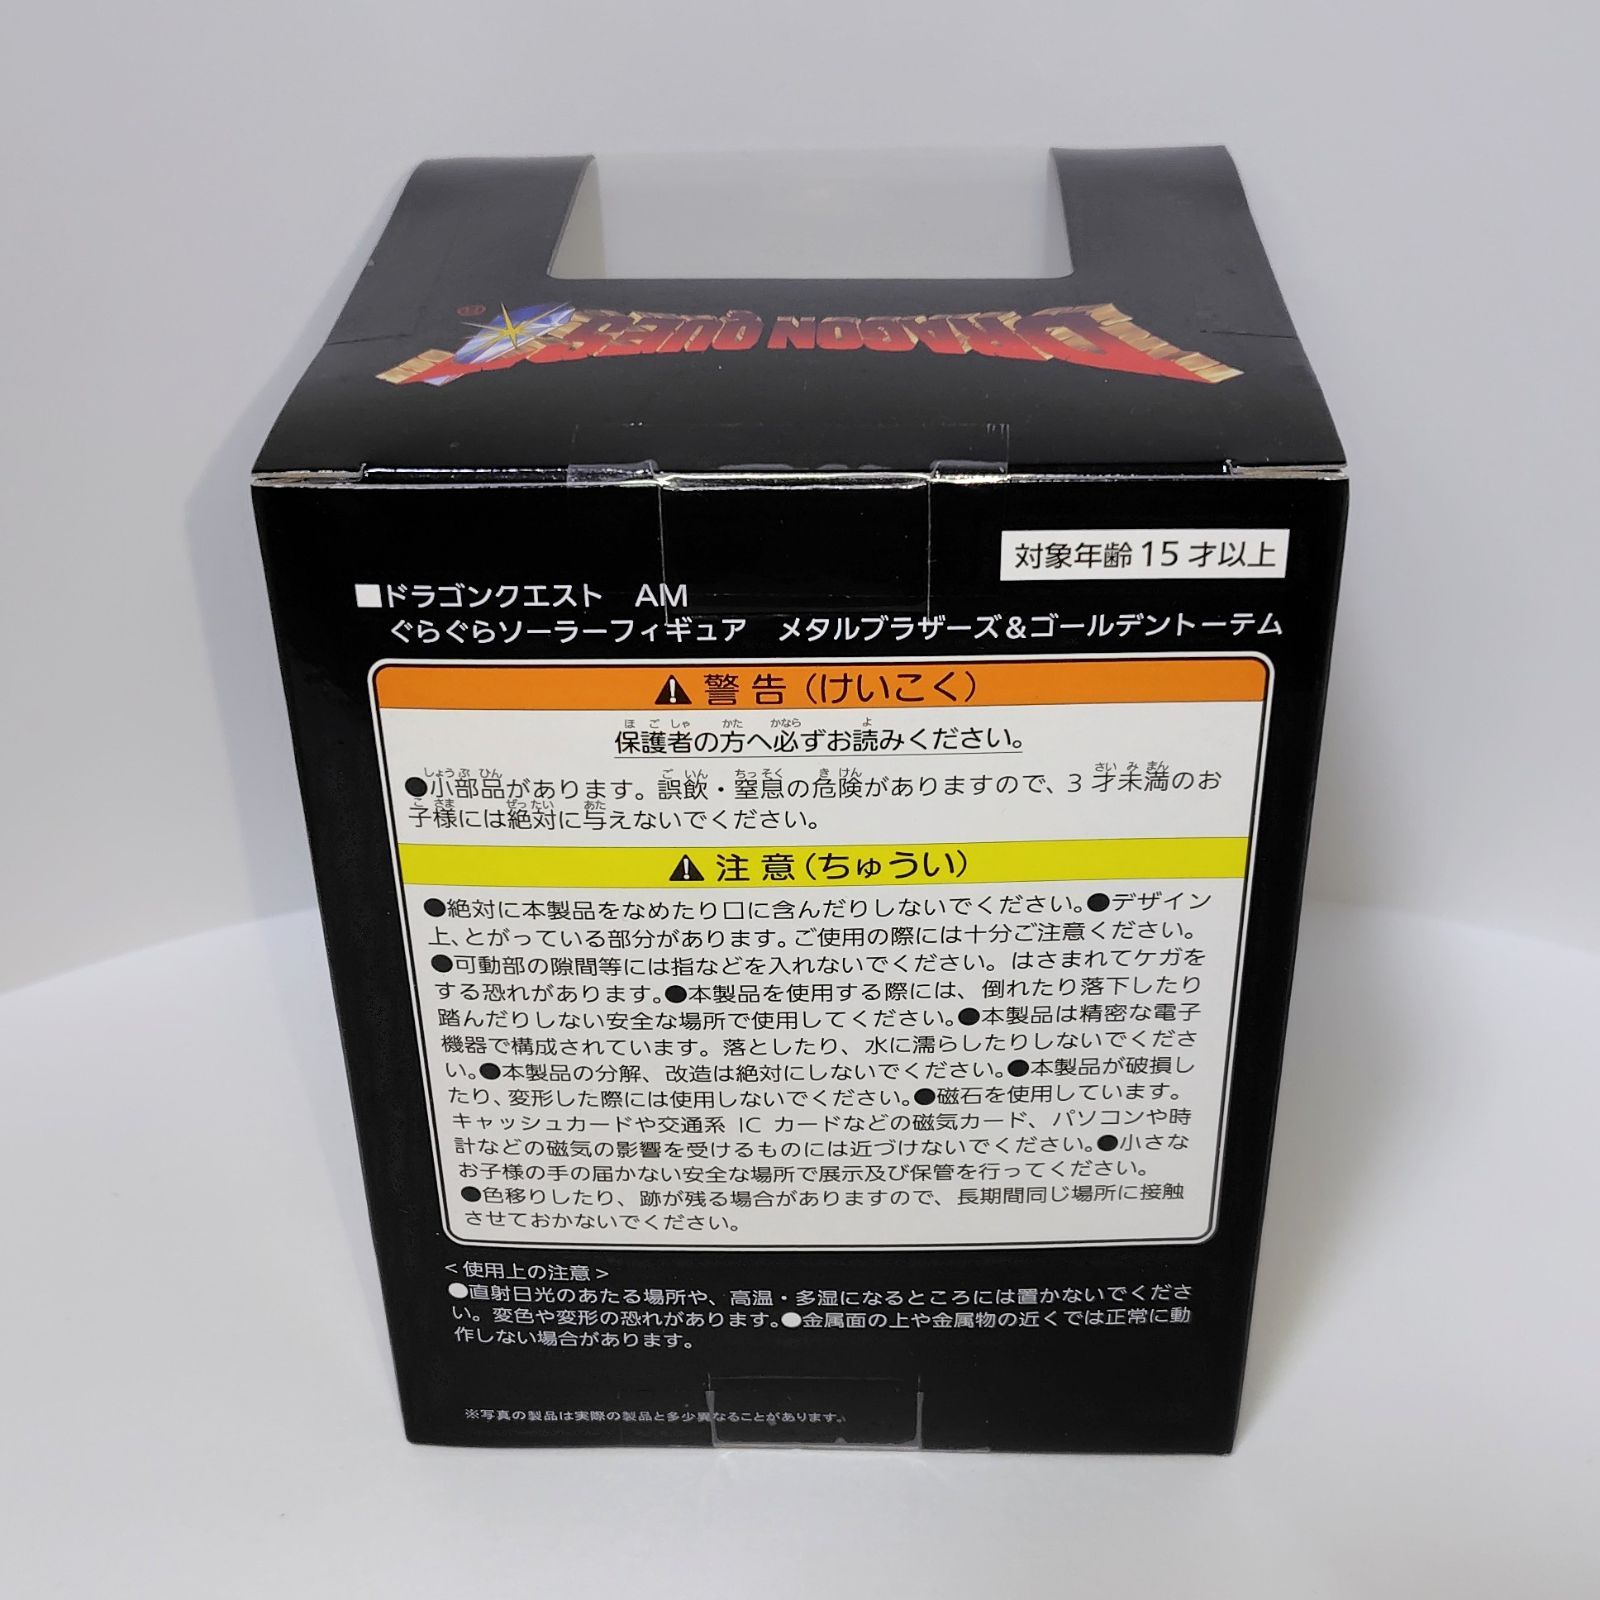 DRAGON QUEST
対象年齢15才以上
■ドラゴンクエスト AM
ぐらぐらソーラーフィギュア メタルブラザーズ&ゴールデントーテム
警告(けいこく)
保護者の方へ必ずお読みください。
●小部品があります。誤飲・窒息の危険がありますので、3才未満のお
子様には絶対に与えないでください。
注意(ちゅうい)
●絶対に本製品をなめたり口に含んだりしないでください。●デザイン
上、とがっている部分があります。ご使用の際には十分ご注意ください。
●可動部の隙間等には指などを入れないでください。はさまれてケガを
する恐れがあります。●本製品を使用する際には、倒れたり落下したり
踏んだりしない安全な場所で使用してください。●本製品は精密な電子
機器で構成されています。落としたり、水に濡らしたりしないでくださ
い。●本製品の分解、改造は絶対にしないでください。●本製品が破損し
たり、変形した際には使用しないでください。●磁石を使用しています。
キャッシュカードや交通系 IC カードなどの磁気カード、パソコンや時
計などの磁気の影響を受けるものには近づけないでください。●小さな
お子様の手の届かない安全な場所で展示及び保管を行ってください。
●色移りしたり、跡が残る場合がありますので、長期間同じ場所に接触
させておかないでください。
<使用上の注意>
●直射日光のあたる場所や、高温・多湿になるところには置かないでくださ
い。変色や変形の恐れがあります。●金属面の上や金属物の近くでは正常に動
作しない場合があります。
※写真の製品は実際の製品と多少異なることがあります。